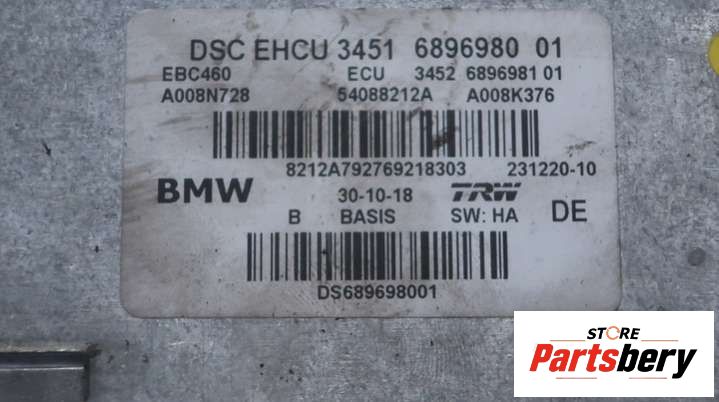 DSC EHCU 3451 6896980 01
EBC460 ECU 3452 6896981 01
A008N728 54088212A A008K376
8212A792769218303 231220-10
BMW 30-10-18 TRW
B BASIS SW: HA DE
DS689698001
STORE
Partsbery